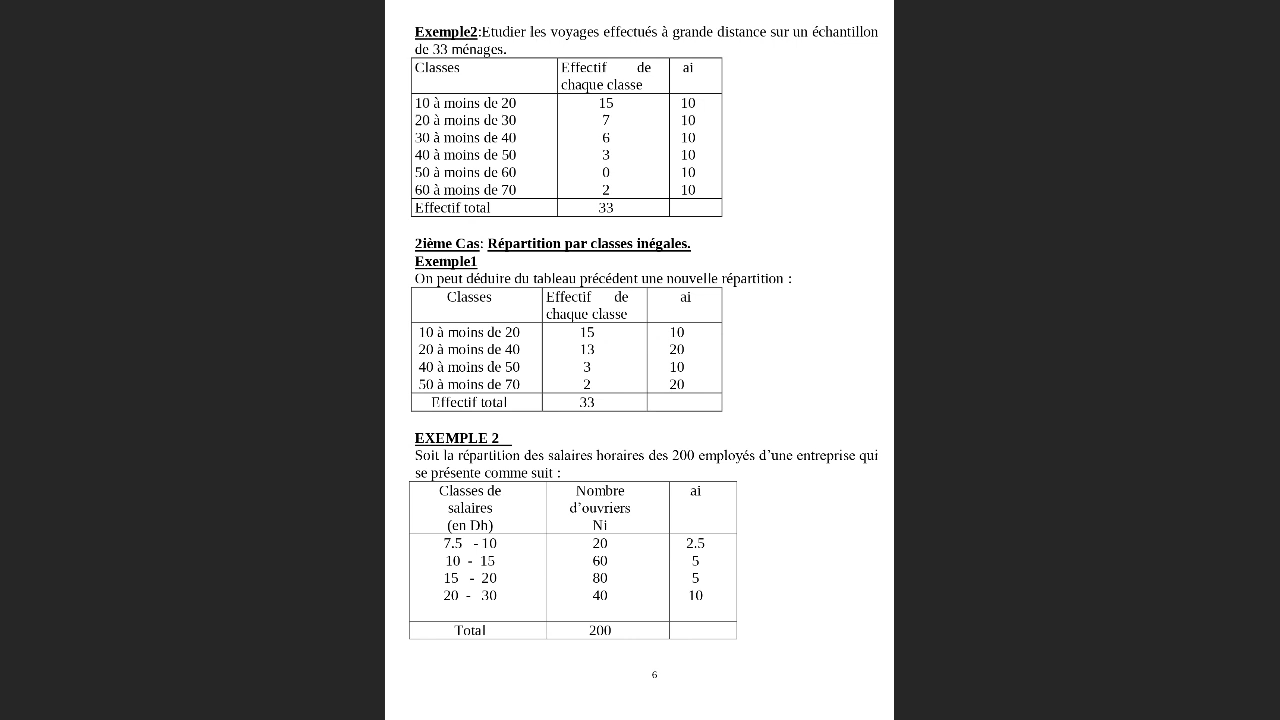 Exemple2:Etudier les voyages effectués à grande distance sur un échantillon
de 33 ménages.
Classes Effectif de ai
chaque classe
10 à moins de 20 15 10
20 à moins de 30 7 10
30 à moins de 40 6 10
40 à moins de 50 3 10
50 à moins de 60 0 10
60 à moins de 70 2 10
Effectif total 33
2ième Cas: Répartition par classes inégales.
Exemple1
On peut déduire du tableau précédent une nouvelle répartition :
Classes Effectif de ai
chaque classe
10 à moins de 20 15 10
20 à moins de 40 13 20
40 à moins de 50 3 10
50 à moins de 70 2 20
Effectif total 33
EXEMPLE 2
Soit la répartition des salaires horaires des 200 employés d’une entreprise qui
se présente comme suit :
Classes de Nombre ai
salaires d’ouvriers
(en Dh) Ni
7.5 - 10 20 2.5
10 - 15 60 5
15 - 20 80 5
20 - 30 40 10
Total 200
6